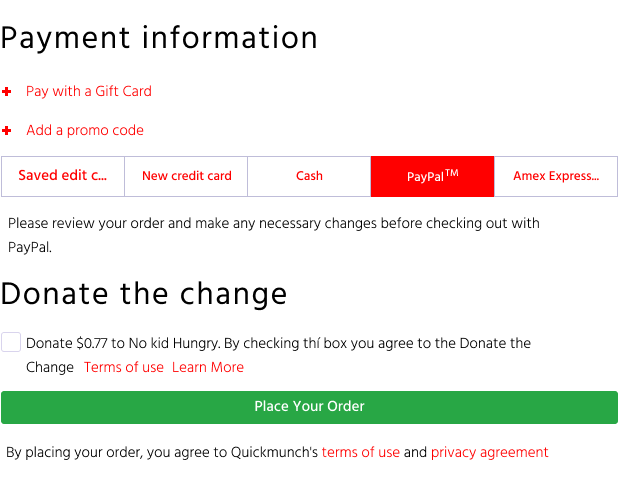 Payment information
Pay with a Gift Card
Add a promo code
Saved edit c... New credit card Cash PayPal™ Amex Express...
Please review your order and make any necessary changes before checking out with
PayPal.
Donate the change
Donate $0.77 to No kid Hungry. By checking thí box you agree to the Donate the
Change Terms of use Learn More
Place Your Order
By placing your order, you agree to Quickmunch's terms of use and privacy agreement